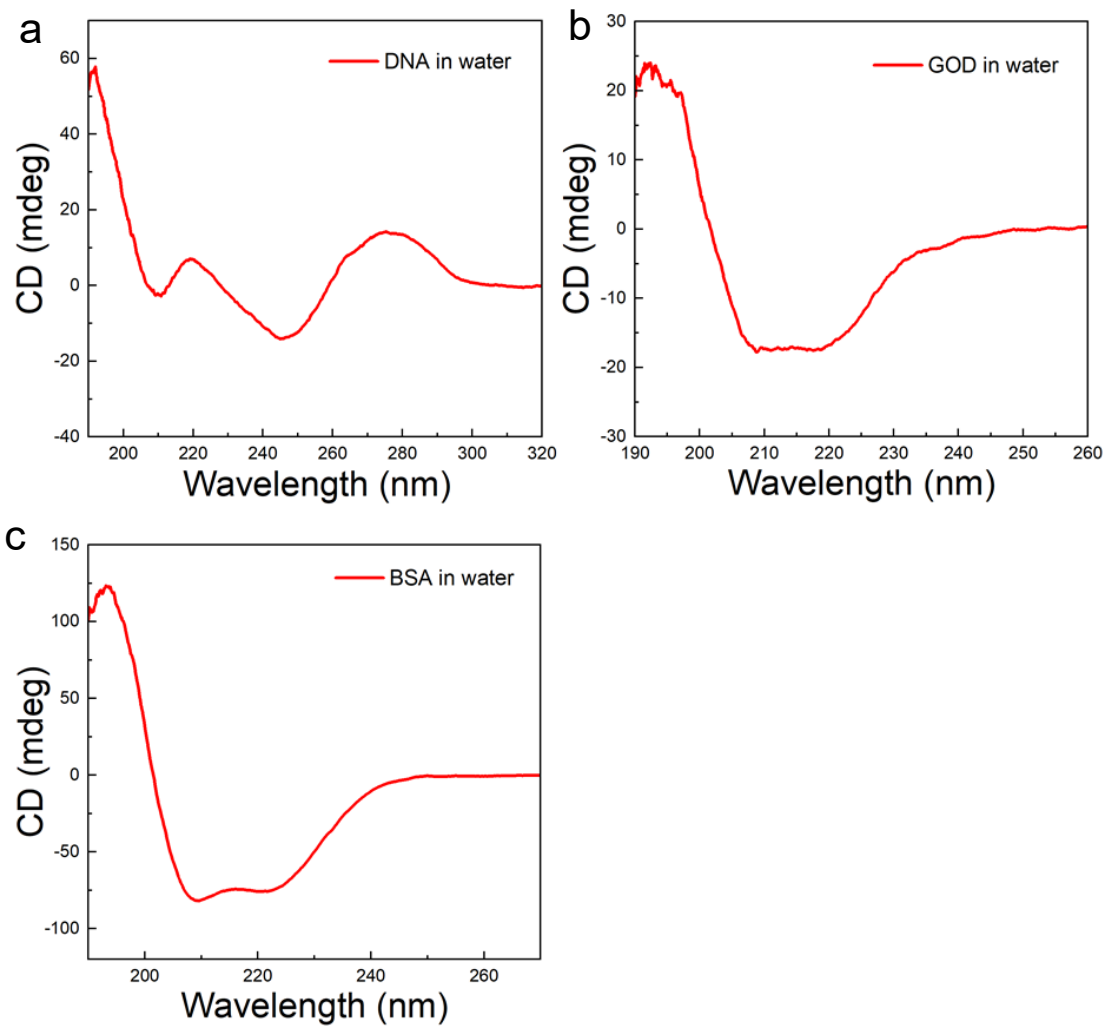 a
DNA in water
60
40
20
0
-20
-40
200 220 240 260 280 300 320
CD (mdeg)
Wavelength (nm)
b
GOD in water
30
20
10
0
-10
-20
-30
190 200 210 220 230 240 250 260
CD (mdeg)
Wavelength (nm)
c
BSA in water
150
100
50
0
-50
-100
200 220 240 260
CD (mdeg)
Wavelength (nm)